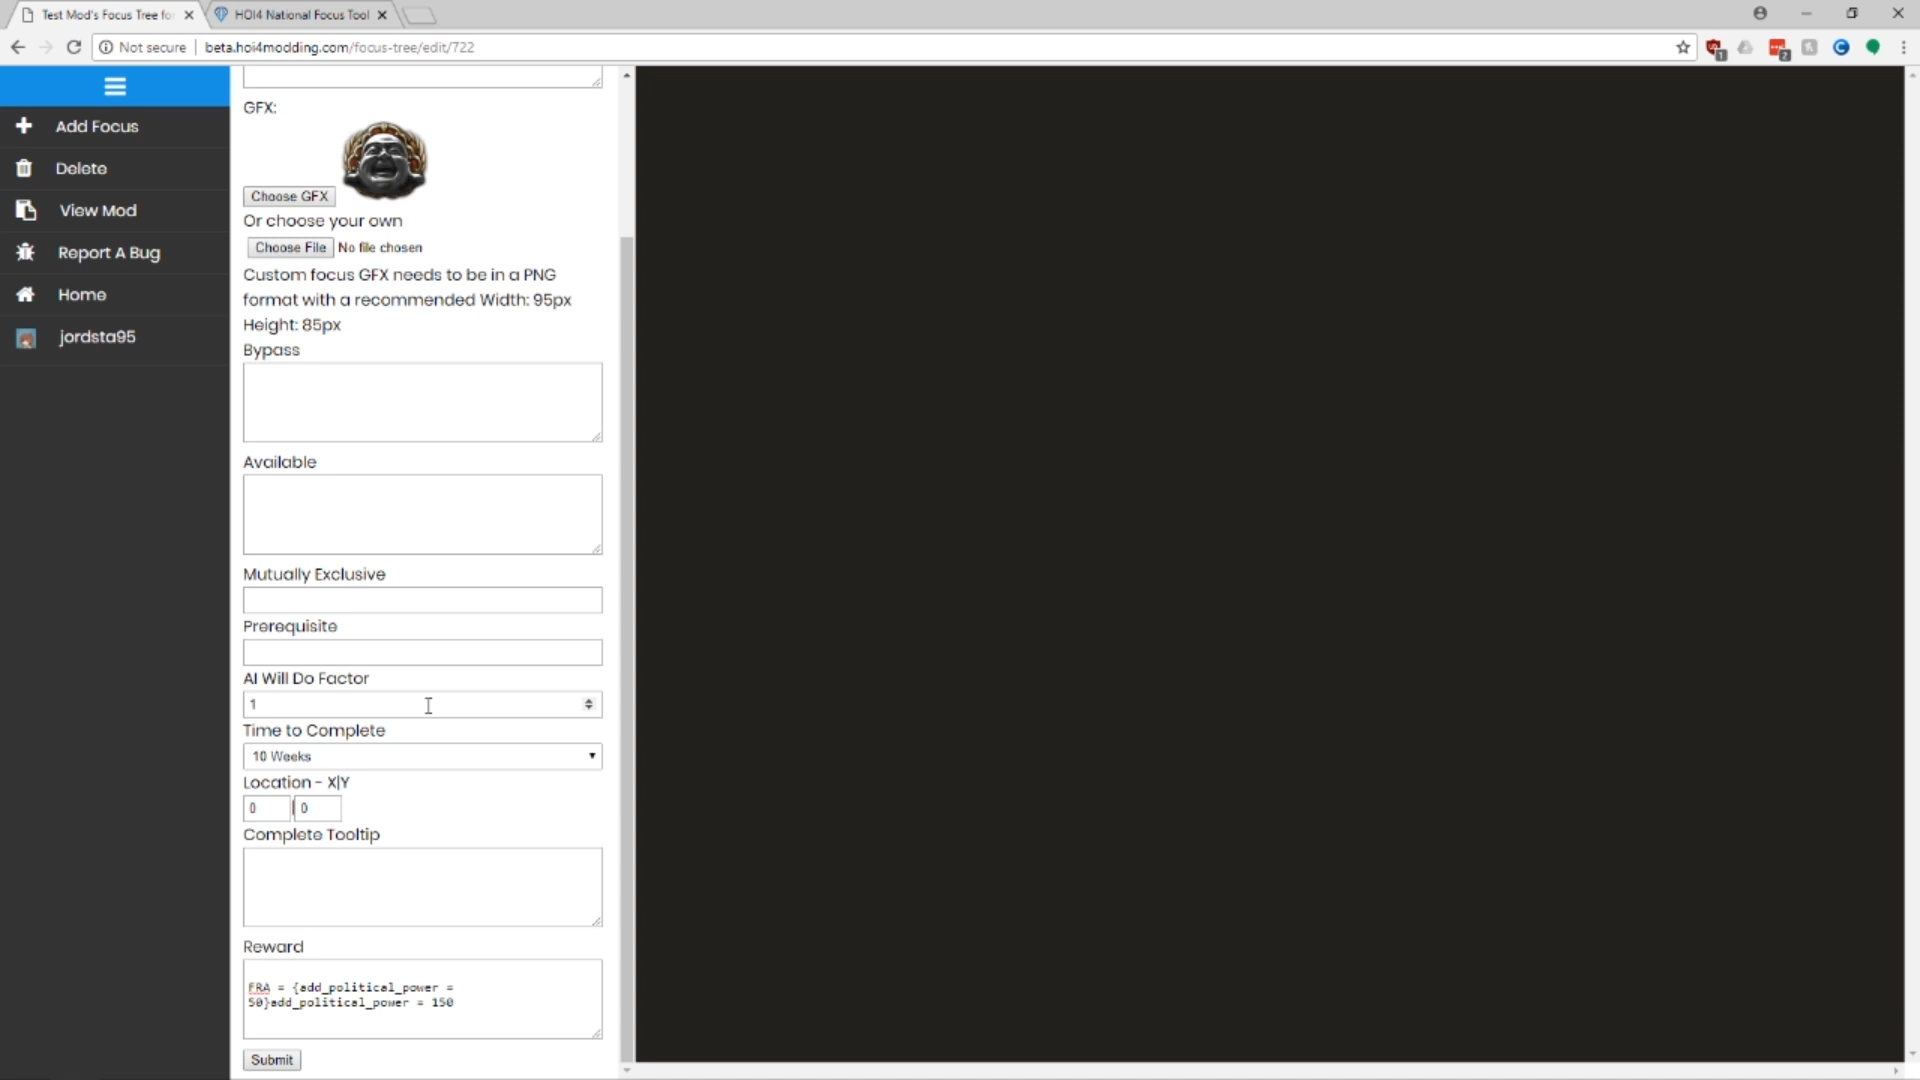 Test Mod's Focus Tree fo
HOI4 National Focus Tool
Not secure
beta.hoi4modding.com/focus-tree/edit/722
1
2
Add Focus
Delete
View Mod
Report A Bug
Home
jordsta95
GFX:
Choose GFX
Or choose your own
Choose File No file chosen
Custom focus GFX needs to be in a PNG
format with a recommended Width: 95px
Height: 85px
Bypass
Available
Mutually Exclusive
Prerequisite
AI Will Do Factor
1
Time to Complete
10 Weeks
Location - X|Y
0 | 0
Complete Tooltip
Reward
FRA = {add_political_power =
50}add_political_power = 150
Submit